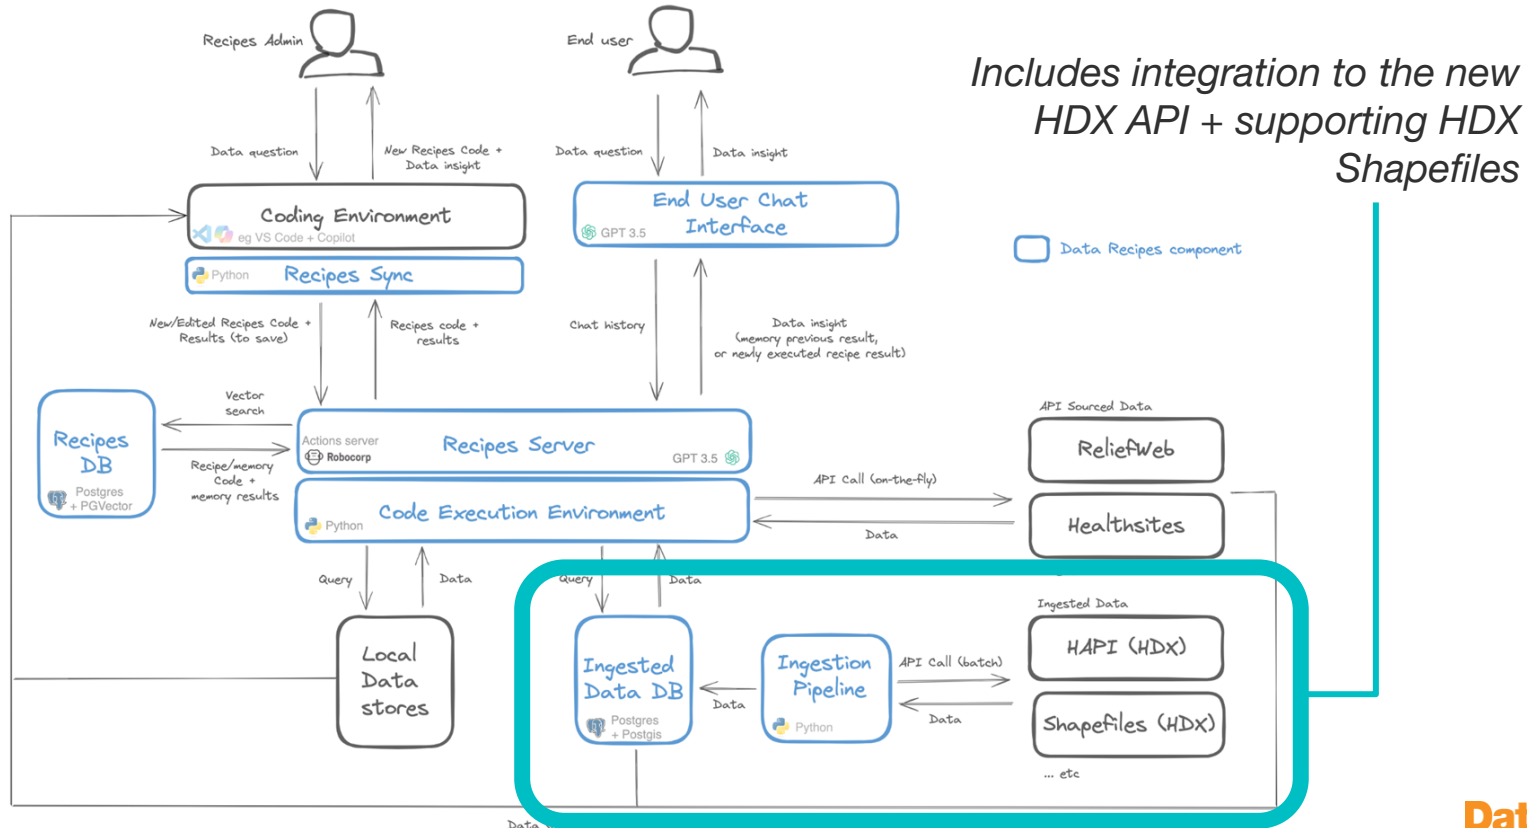 Recipes Admin
End user
Includes integration to the new
HDX API + supporting HDX
Shapefiles
Data question
New Recipes Code +
Data insight
Data question
Data insight
Coding Environment
eg VS Code + Copilot
End User Chat
Interface
GPT 3.5
Data Recipes component
Python
Recipes Sync
New/Edited Recipes Code +
Results (to save)
Recipes code +
results
Chat history
Data insight
(memory previous result,
or newly executed recipe result)
Vector
search
Recipes
DB
Postgres
+ PGVector
Recipe/memory
Code +
memory results
Actions server
Robocorp
Recipes Server
GPT 3.5
Python
Code Execution Environment
API Call (on-the-fly)
Data
API Sourced Data
ReliefWeb
Healthsites
Query
Data
Query
Data
Local
Data
stores
Ingested
Data DB
Postgres
+ Postgis
Data
Ingestion
Pipeline
Python
API Call (batch)
Data
Ingested Data
HAPI (HDX)
Shapefiles (HDX)
... etc
Data
Dat